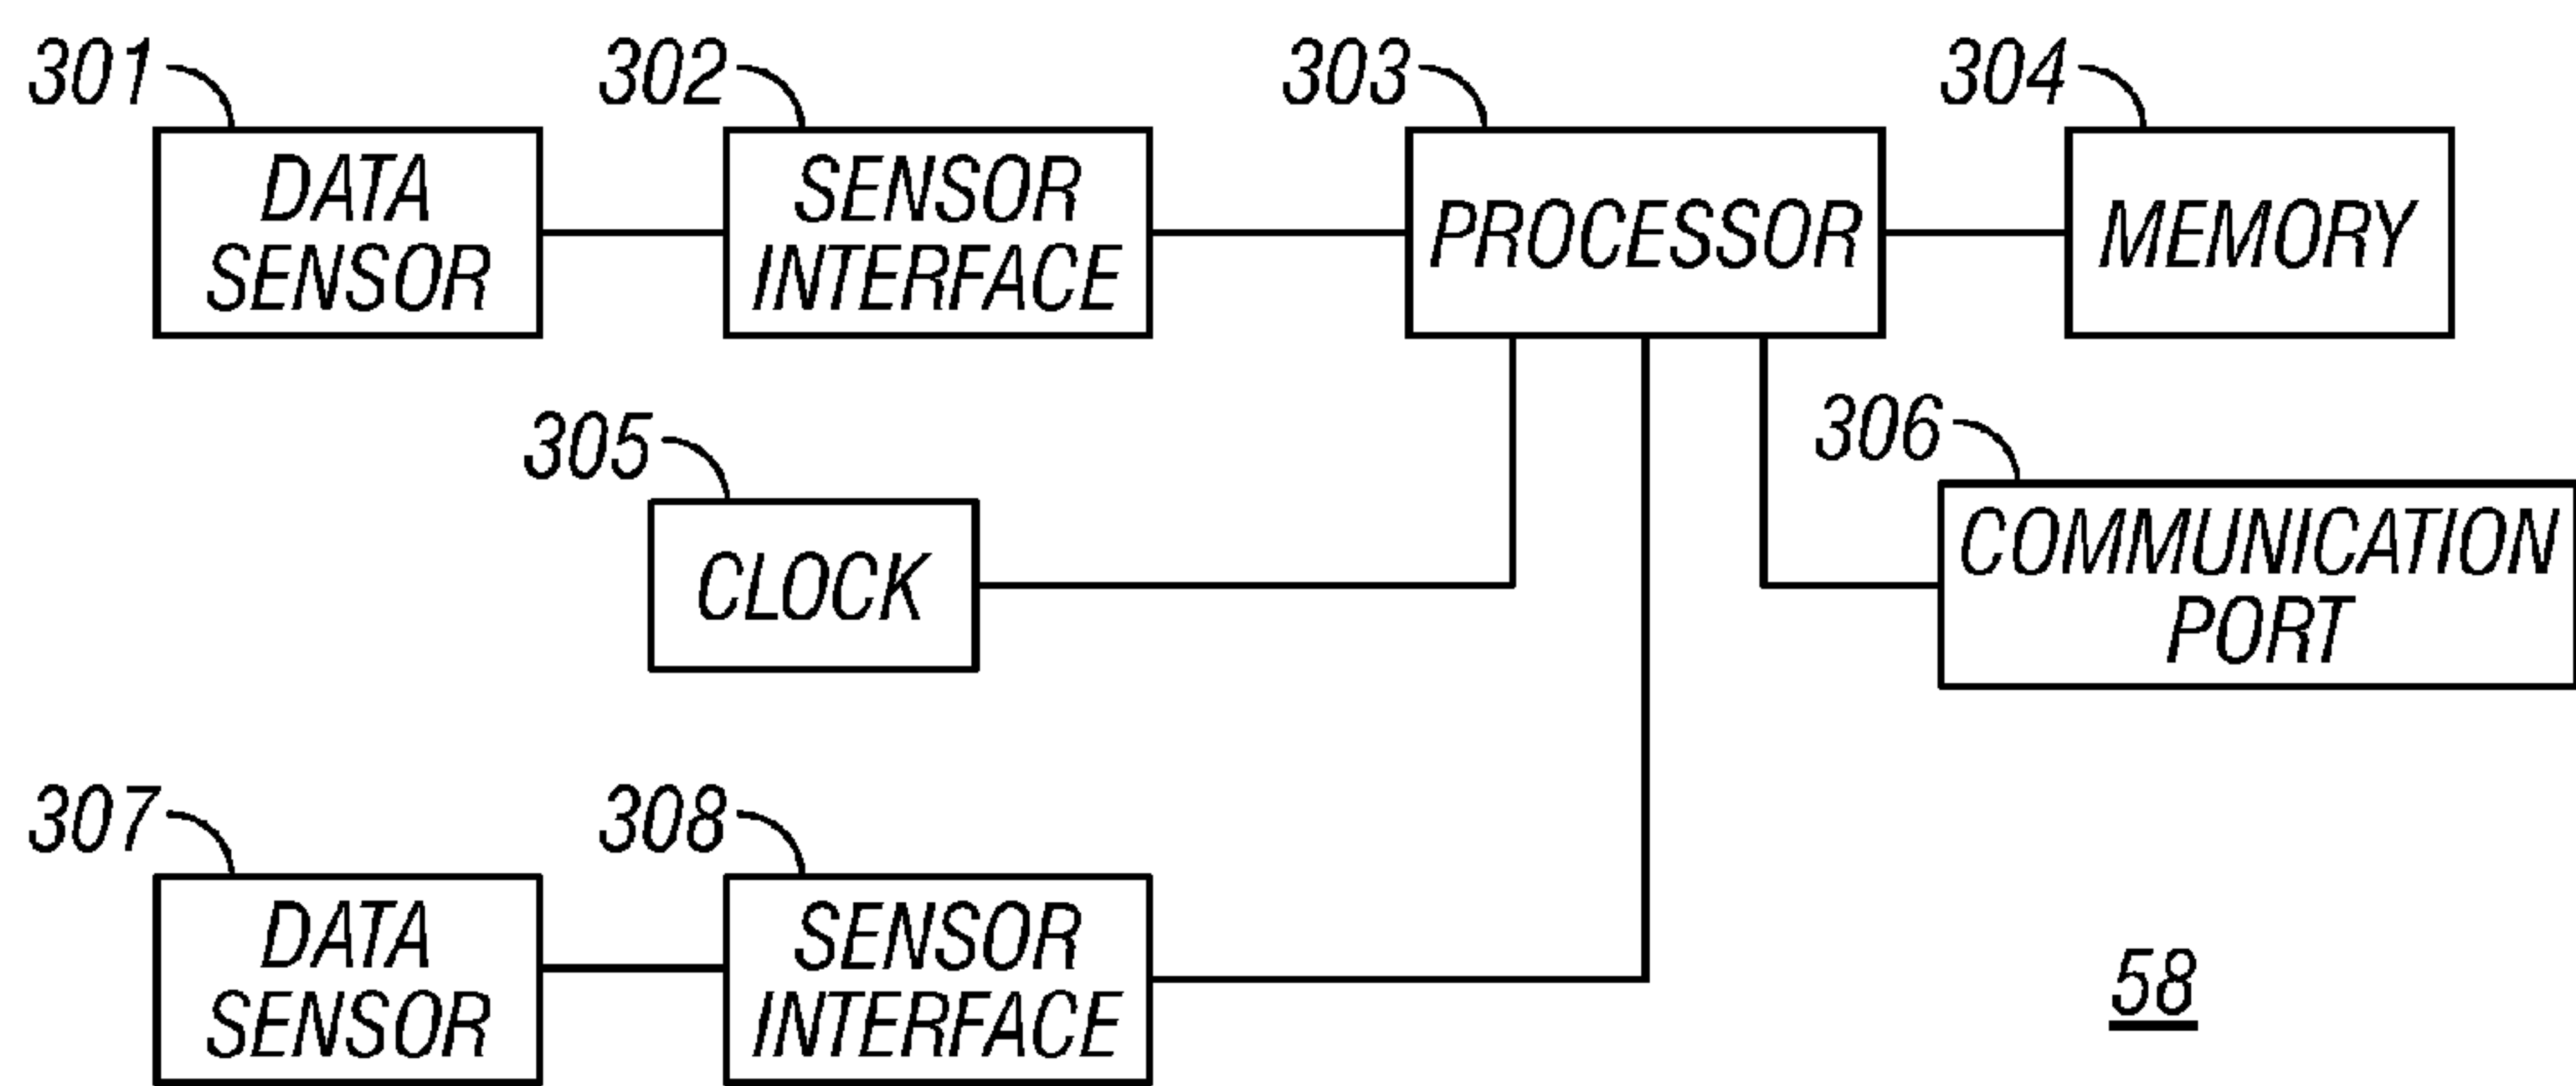 301
302
303
304
DATA
SENSOR
SENSOR
INTERFACE
PROCESSOR
MEMORY
305
306
CLOCK
COMMUNICATION
PORT
307
308
DATA
SENSOR
SENSOR
INTERFACE
58